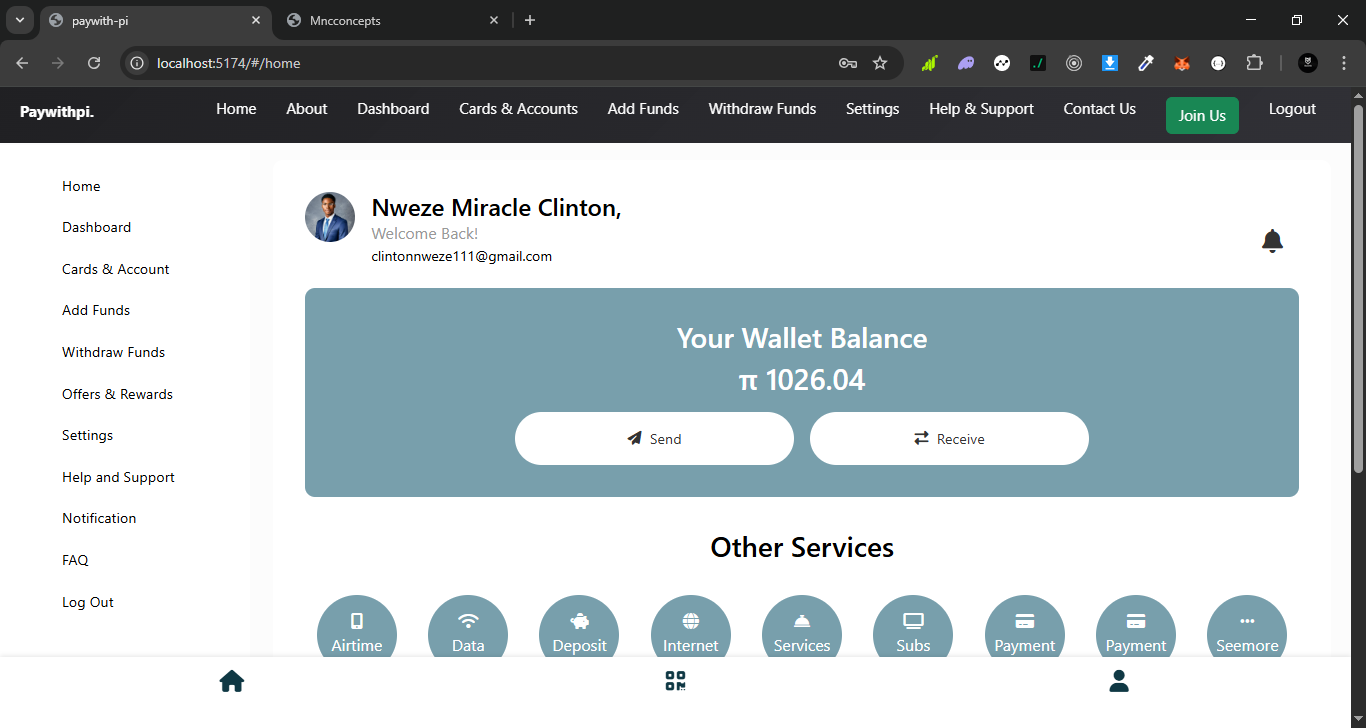 paywith-pi
Mncconcepts
localhost:5174/#/home
Paywithpi.
Home About Dashboard Cards & Accounts Add Funds Withdraw Funds Settings Help & Support Contact Us Join Us Logout
Home
Dashboard
Cards & Account
Add Funds
Withdraw Funds
Offers & Rewards
Settings
Help and Support
Notification
FAQ
Log Out
Nweze Miracle Clinton,
Welcome Back!
clintonnweze111@gmail.com
Your Wallet Balance
π 1026.04
Send Receive
Other Services
Airtime Data Deposit Internet Services Subs Payment Payment Seemore